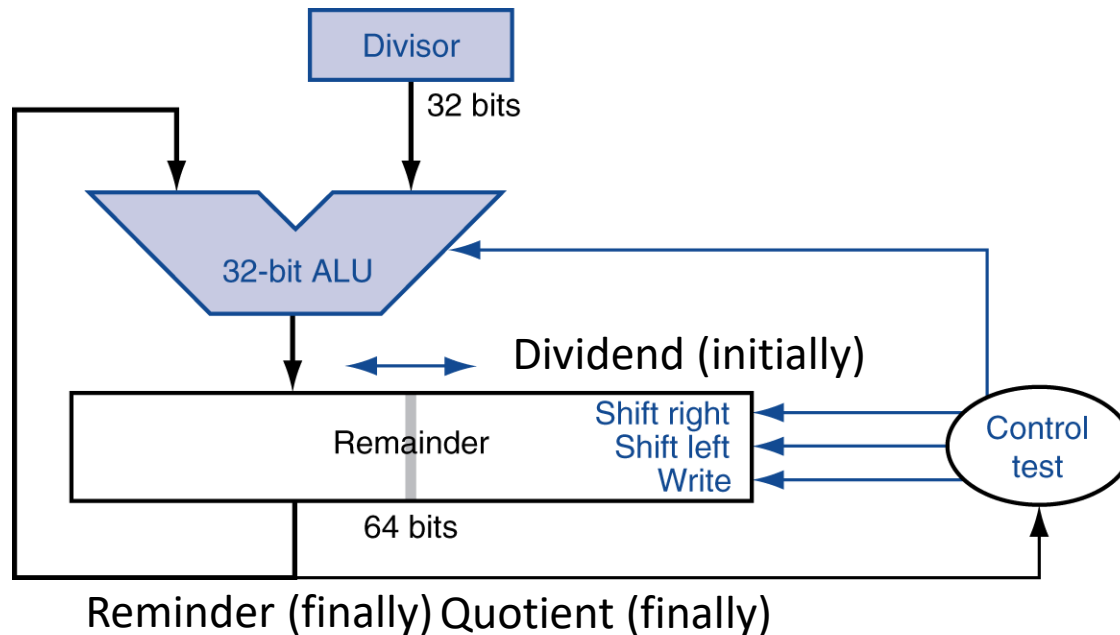 Divisor
32 bits
32-bit ALU
Dividend (initially)
Remainder
Shift right
Shift left
Write
Control
test
64 bits
Reminder (finally) Quotient (finally)